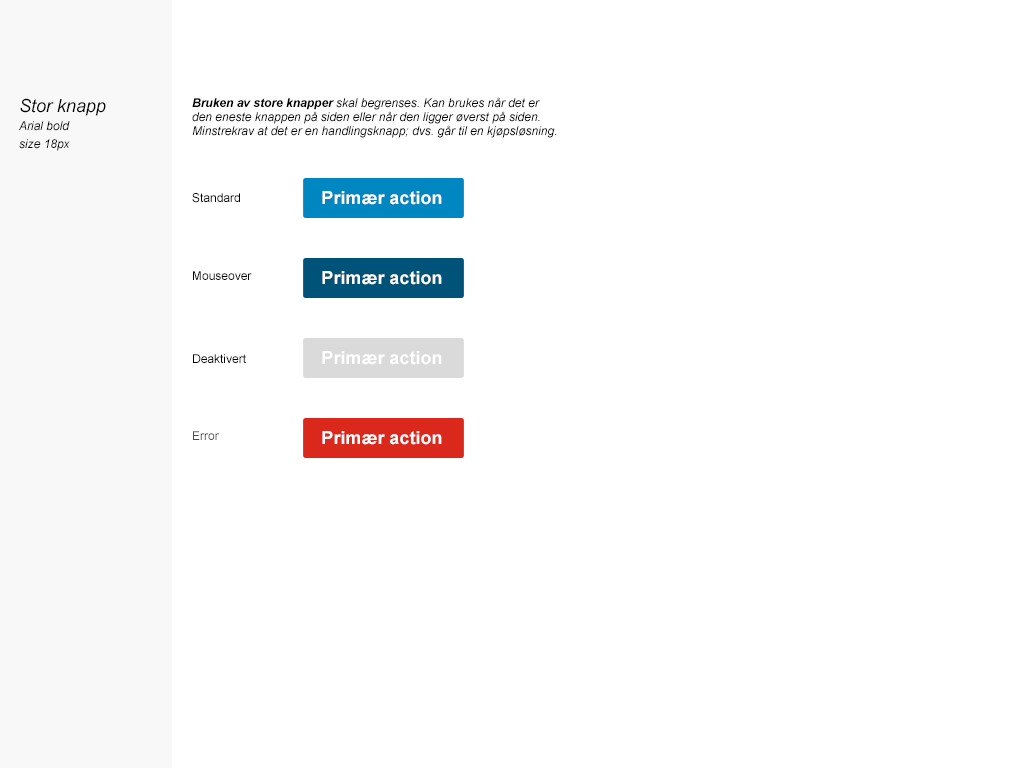 Stor knapp
Arial bold
size 18px
Bruken av store knapper skal begrenses. Kan brukes når det er
den eneste knappen på siden eller når den ligger øverst på siden.
Minstrekrav at det er en handlingsknapp; dvs. går til en kjøpsløsning.
Standard
Primær action
Mouseover
Primær action
Deaktivert
Primær action
Error
Primær action